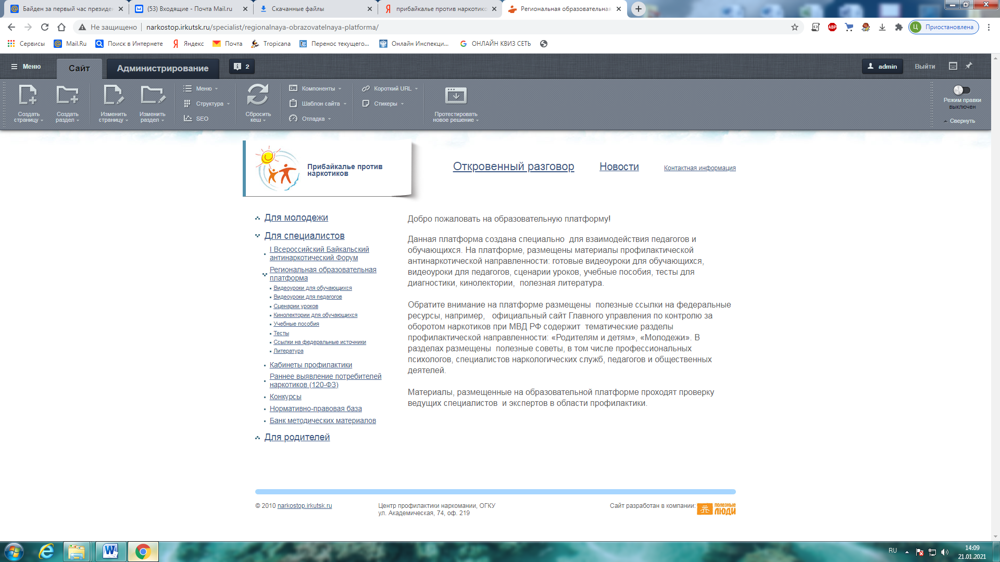 Байден за первый час президен
(53) Входящие - Почта Mail.ru
Скачанные файлы
прибайкалье против наркотико
Региональная образовательная
Не защищено
narkostop.irkutsk.ru/specialist/regionalnaya-obrazovatelnaya-platforma/
ABP
Ц Приостановлена
Сервисы
Mail.Ru
Поиск в Интернете
Яндекс
Почта
Tropicana
Перенос текущего...
Онлайн Инспекци...
ОНЛАЙН КВИЗ СЕТЬ
Меню
Сайт
Администрирование
2
admin
Выйти
Создать страницу
Создать раздел
Изменить страницу
Изменить раздел
Меню
Структура
SEO
Сбросить кеш
Компоненты
Шаблон сайта
Отладка
Короткий URL
Стикеры
Протестировать новое решение
Режим правки
выключен
Свернуть
Прибайкалье против
наркотиков
Откровенный разговор
Новости
Контактная информация
Для молодежи
Для специалистов
I Всероссийский Байкальский
антинаркотический Форум
Региональная образовательная
платформа
Видеоуроки для обучающихся
Видеоуроки для педагогов
Сценарии уроков
Кинолектории для обучающихся
Учебные пособия
Тесты
Ссылки на федеральные источники
Литература
Кабинеты профилактики
Раннее выявление потребителей
наркотиков (120-ФЗ)
Конкурсы
Нормативно-правовая база
Банк методических материалов
Для родителей
Добро пожаловать на образовательную платформу!
Данная платформа создана специально  для взаимодействия педагогов и
обучающихся. На платформе, размещены материалы профилактической
антинаркотической направленности: готовые видеоуроки для обучающихся,
видеоуроки для педагогов, сценарии уроков, учебные пособия, тесты для
диагностики, кинолектории,  полезная литература.
Обратите внимание на платформе размещены  полезные ссылки на федеральные
ресурсы, например,   официальный сайт Главного управления по контролю за
оборотом наркотиков при МВД РФ содержит  тематические разделы
профилактической направленности: «Родителям и детям», «Молодежи». В
разделах размещены  полезные советы, в том числе профессиональных
психологов, специалистов наркологических служб, педагогов и общественных
деятелей.
Материалы, размещенные на образовательной платформе проходят проверку
ведущих специалистов  и экспертов в области профилактики.
© 2010 narkostop.irkutsk.ru
Центр профилактики наркомании, ОГКУ
ул. Академическая, 74, оф. 219
Сайт разработан в компании:
ПОЛЕЗНЫЕ
ЛЮДИ
RU
14:09
21.01.2021